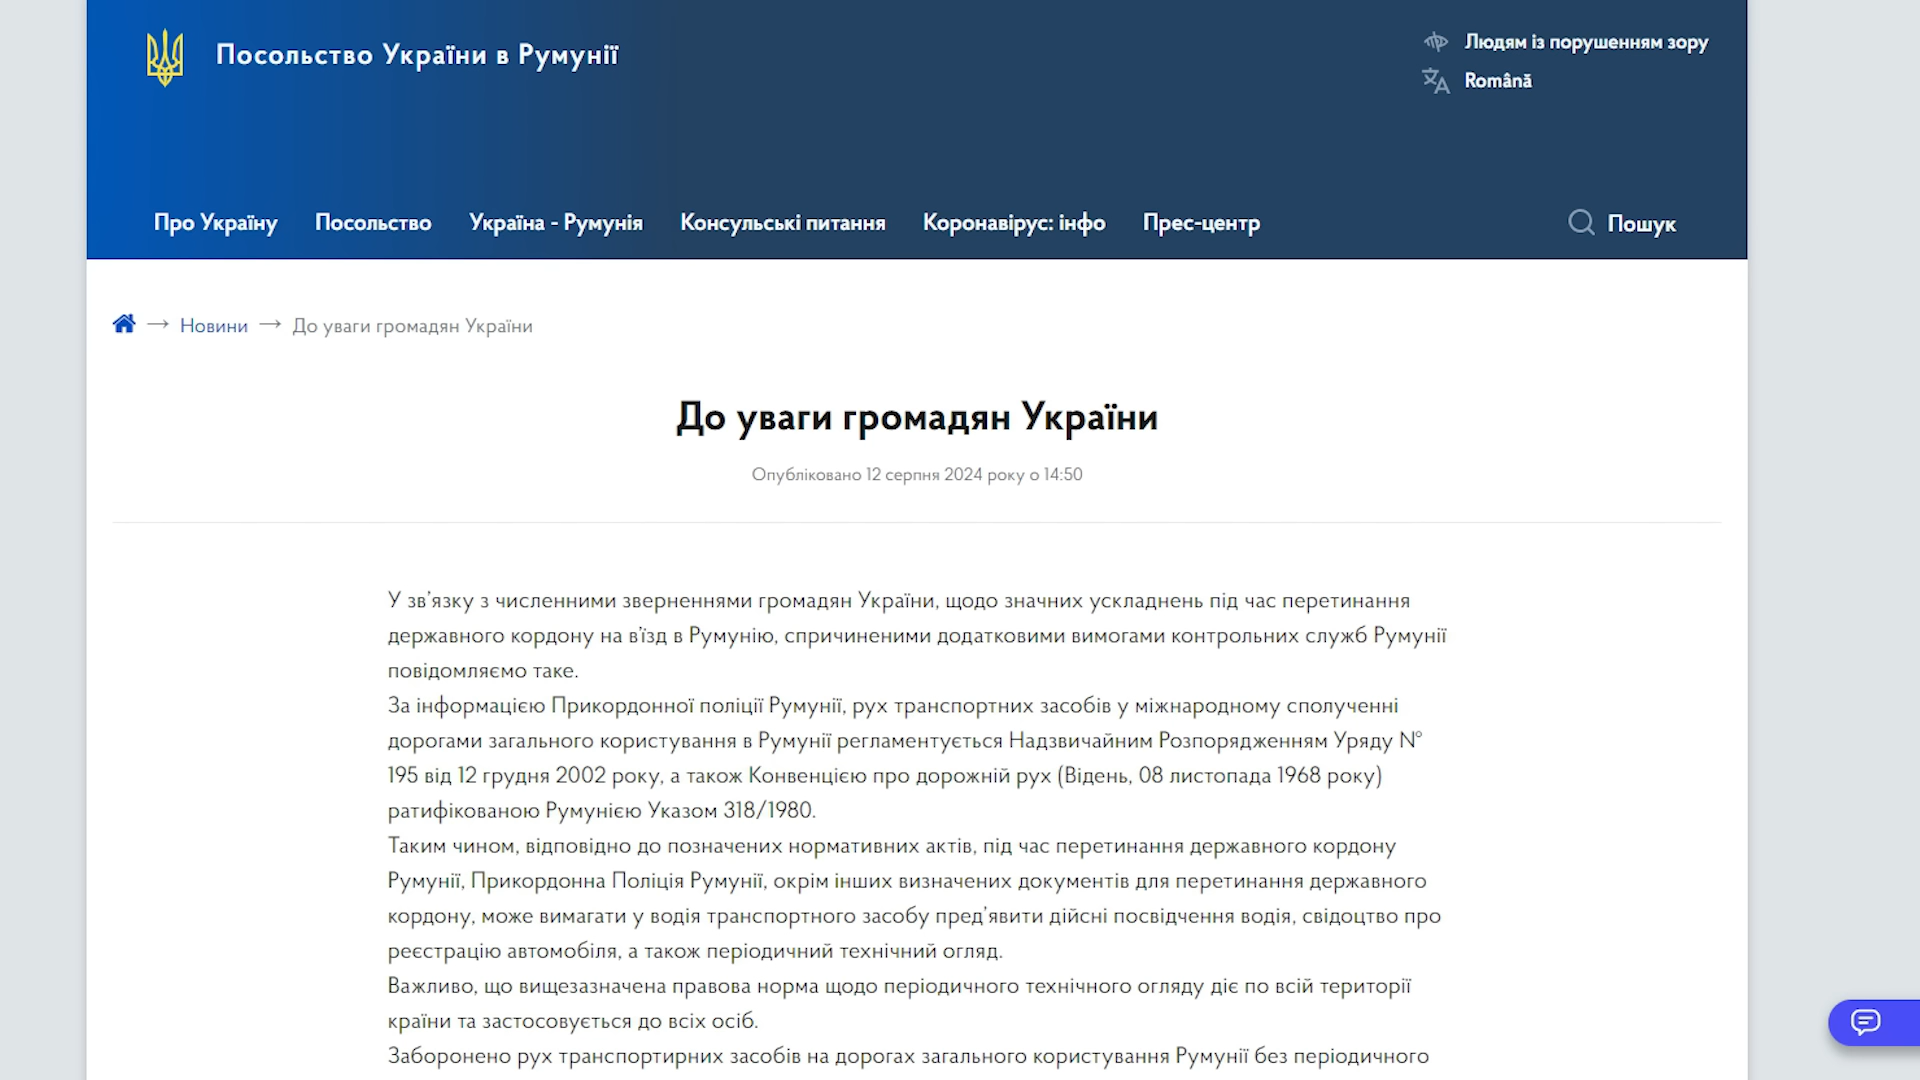 Посольство України в Румунії
Людям із порушенням зору
Română
Про Україну Посольство Україна - Румунія Консульські питання Коронавірус: інфо Прес-центр Пошук
Новини → До уваги громадян України
До уваги громадян України
Опубліковано 12 серпня 2024 року о 14:50
У зв’язку з численними зверненнями громадян України, щодо значних ускладнень під час перетинання
державного кордону на в’їзд в Румунію, спричиненими додатковими вимогами контрольних служб Румунії
повідомляємо таке.
За інформацією Прикордонної поліції Румунії, рух транспортних засобів у міжнародному сполученні
дорогами загального користування в Румунії регламентується Надзвичайним Розпорядженням Уряду №
195 від 12 грудня 2002 року, а також Конвенцією про дорожній рух (Відень, 08 листопада 1968 року)
ратифікованою Румунією Указом 318/1980.
Таким чином, відповідно до позначених нормативних актів, під час перетинання державного кордону
Румунії, Прикордонна Поліція Румунії, окрім інших визначених документів для перетинання державного
кордону, може вимагати у водія транспортного засобу пред’явити дійсні посвідчення водія, свідоцтво про
реєстрацію автомобіля, а також періодичний технічний огляд.
Важливо, що вищезазначена правова норма щодо періодичного технічного огляду діє по всій території
країни та застосовується до всіх осіб.
Заборонено рух транспортирних засобів на дорогах загального користування Румунії без періодичного